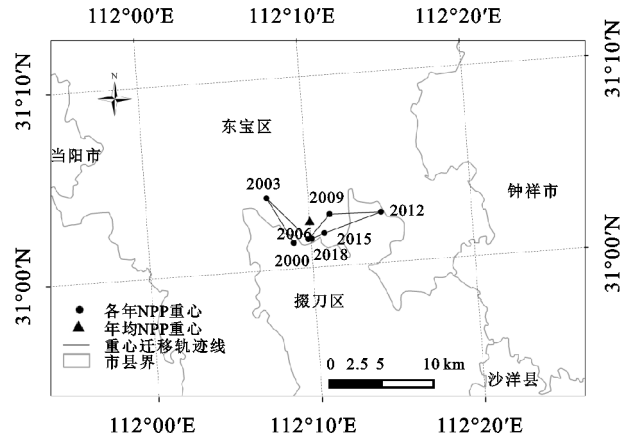 112°00′E 112°10′E 112°20′E
31°10′N 31°10′N
N
东宝区
当阳市
钟祥市
2003
2009
2012
2006
2015
2018
2000
31°00′N 31°00′N
掇刀区
各年NPP重心
年均NPP重心
重心迁移轨迹线
市县界
0 2.5 5 10 km
沙洋县
112°00′E 112°10′E 112°20′E